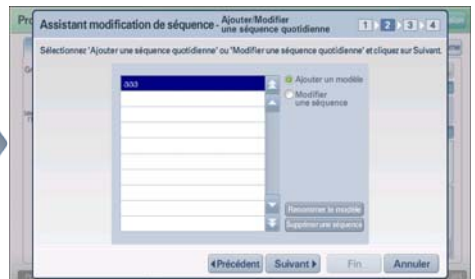 Assistant modification de séquence - Ajouter/Modifier
une séquence quotidienne
1 2 3 4
Sélectionnez 'Ajouter une séquence quotidienne' ou 'Modifier une séquence quotidienne' et cliquez sur Suivant.
aaa
Ajouter un modèle
Modifier
une séquence
Renommer le modèle
Supprimer une séquence
Précédent Suivant Fin Annuler